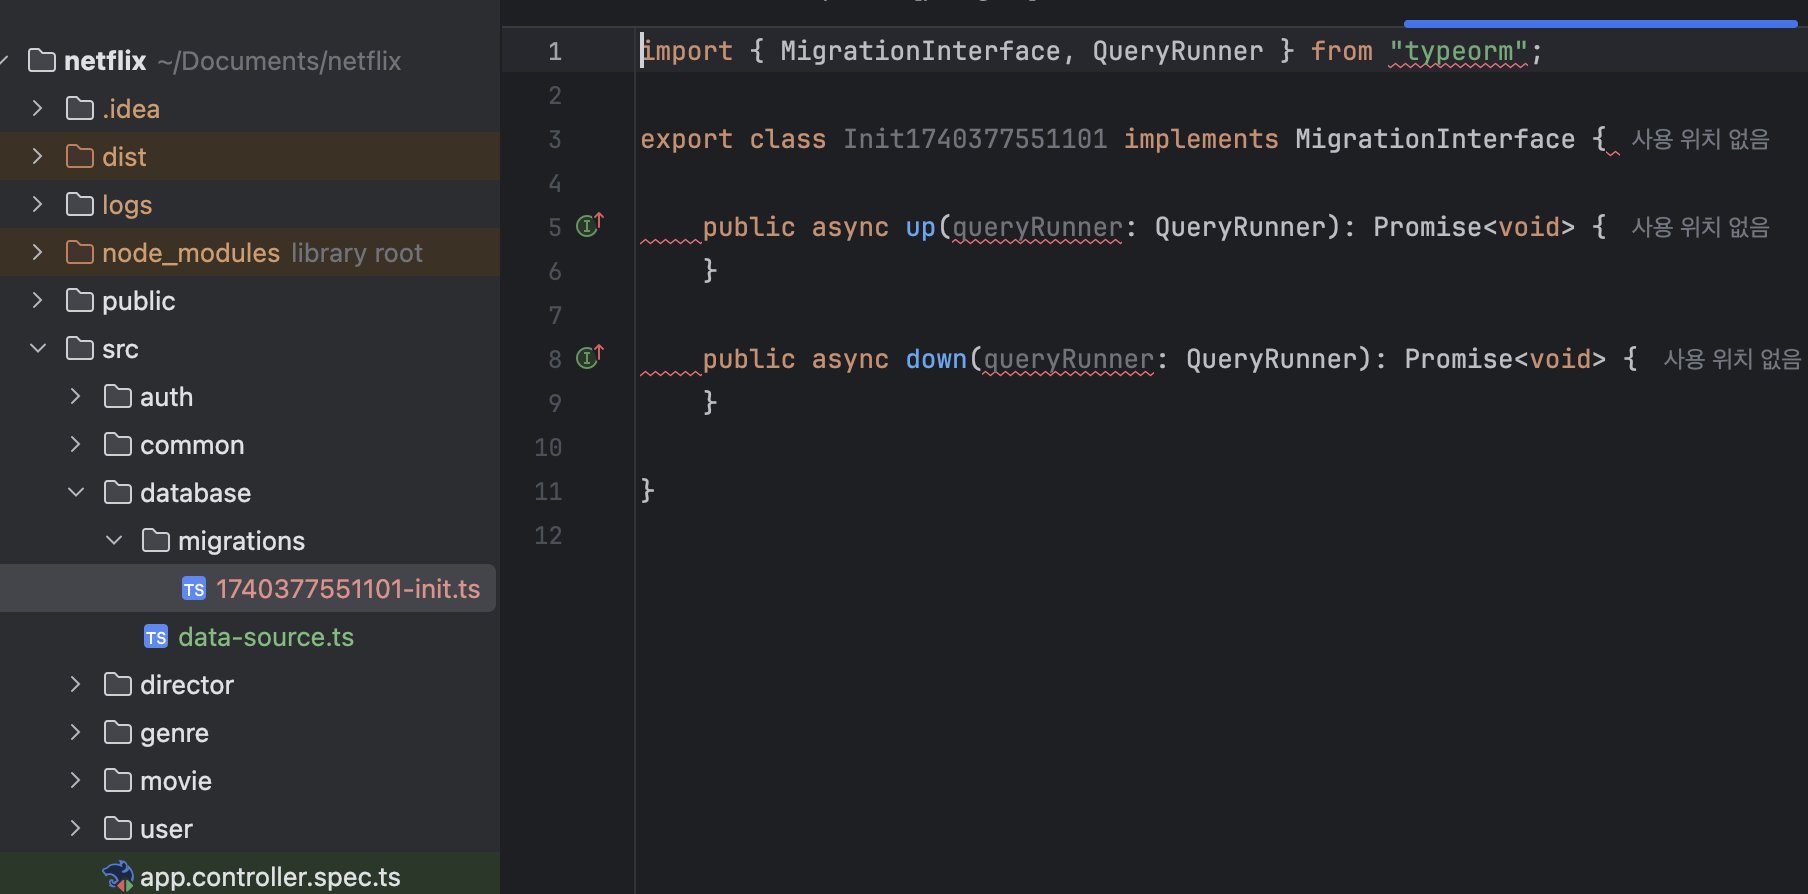 netflix ~/Documents/netflix
.idea
dist
logs
node_modules library root
public
src
auth
common
database
migrations
TS 1740377551101-init.ts
TS data-source.ts
director
genre
movie
user
app.controller.spec.ts
1 import { MigrationInterface, QueryRunner } from "typeorm";
2
3 export class Init1740377551101 implements MigrationInterface { 사용 위치 없음
4
5 public async up(queryRunner: QueryRunner): Promise<void> { 사용 위치 없음
6 }
7
8 public async down(queryRunner: QueryRunner): Promise<void> { 사용 위치 없음
9 }
10
11 }
12